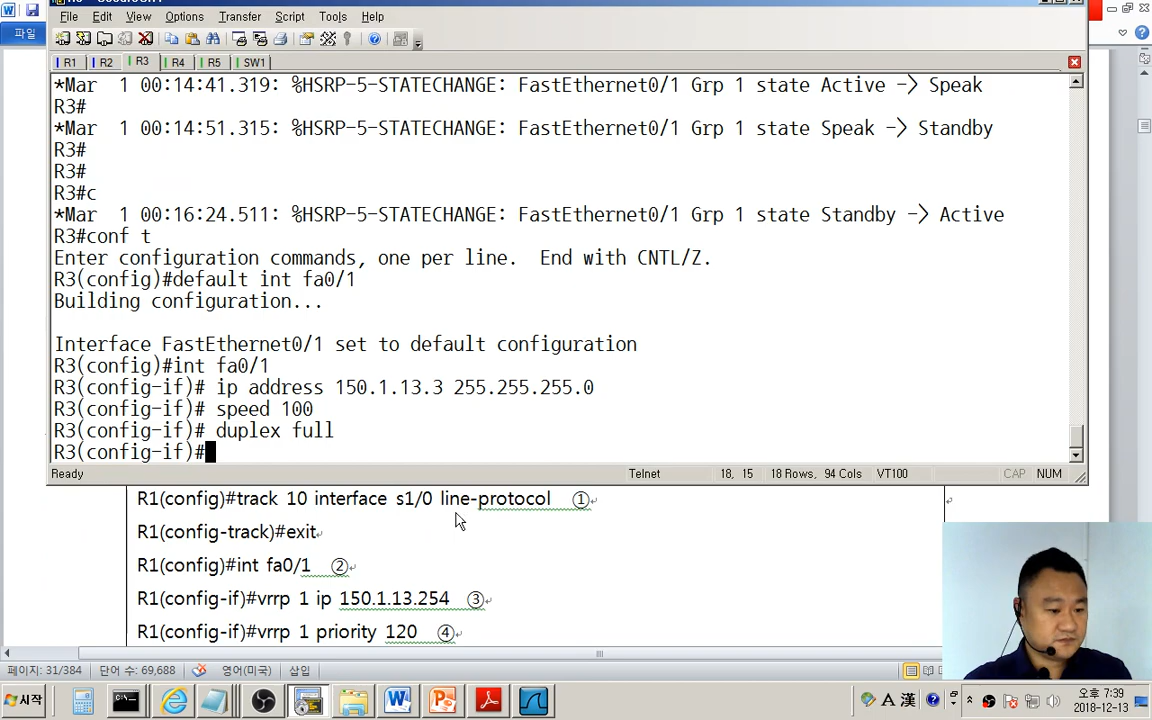 파일
File Edit View Options Transfer Script Tools Help
R1 R2 R3 R4 R5 SW1
*Mar 1 00:14:41.319: %HSRP-5-STATECHANGE: FastEthernet0/1 Grp 1 state Active -> Speak
R3#
*Mar 1 00:14:51.315: %HSRP-5-STATECHANGE: FastEthernet0/1 Grp 1 state Speak -> Standby
R3#
R3#
R3#c
*Mar 1 00:16:24.511: %HSRP-5-STATECHANGE: FastEthernet0/1 Grp 1 state Standby -> Active
R3#conf t
Enter configuration commands, one per line. End with CNTL/Z.
R3(config)#default int fa0/1
Building configuration...
Interface FastEthernet0/1 set to default configuration
R3(config)#int fa0/1
R3(config-if)# ip address 150.1.13.3 255.255.255.0
R3(config-if)# speed 100
R3(config-if)# duplex full
R3(config-if)#
Ready Telnet 18, 15 18 Rows, 94 Cols VT100 CAP NUM
R1(config)#track 10 interface s1/0 line-protocol ①
R1(config-track)#exit
R1(config)#int fa0/1 ②
R1(config-if)#vrrp 1 ip 150.1.13.254 ③
R1(config-if)#vrrp 1 priority 120 ④
페이지: 31/384 단어 수: 69,688 영어(미국) 삽입
시작 A 漢 오후 7:39
2018-12-13